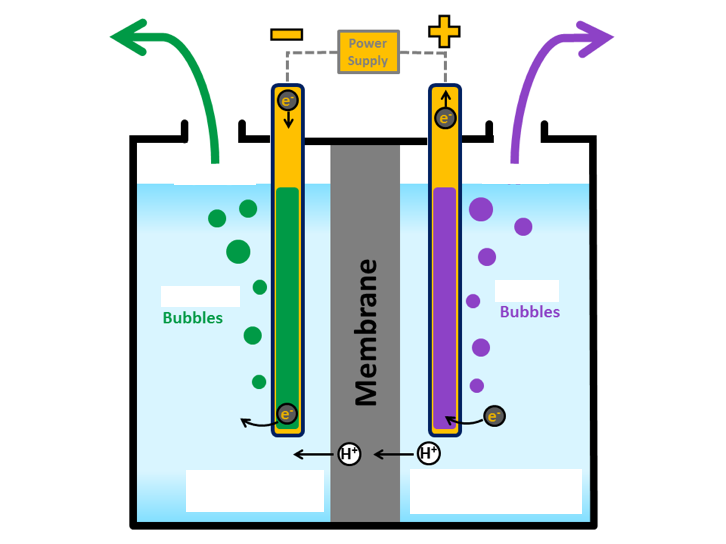 − +
Power
Supply
e-
e-
Membrane
Bubbles
Bubbles
e-
e-
H+
H+